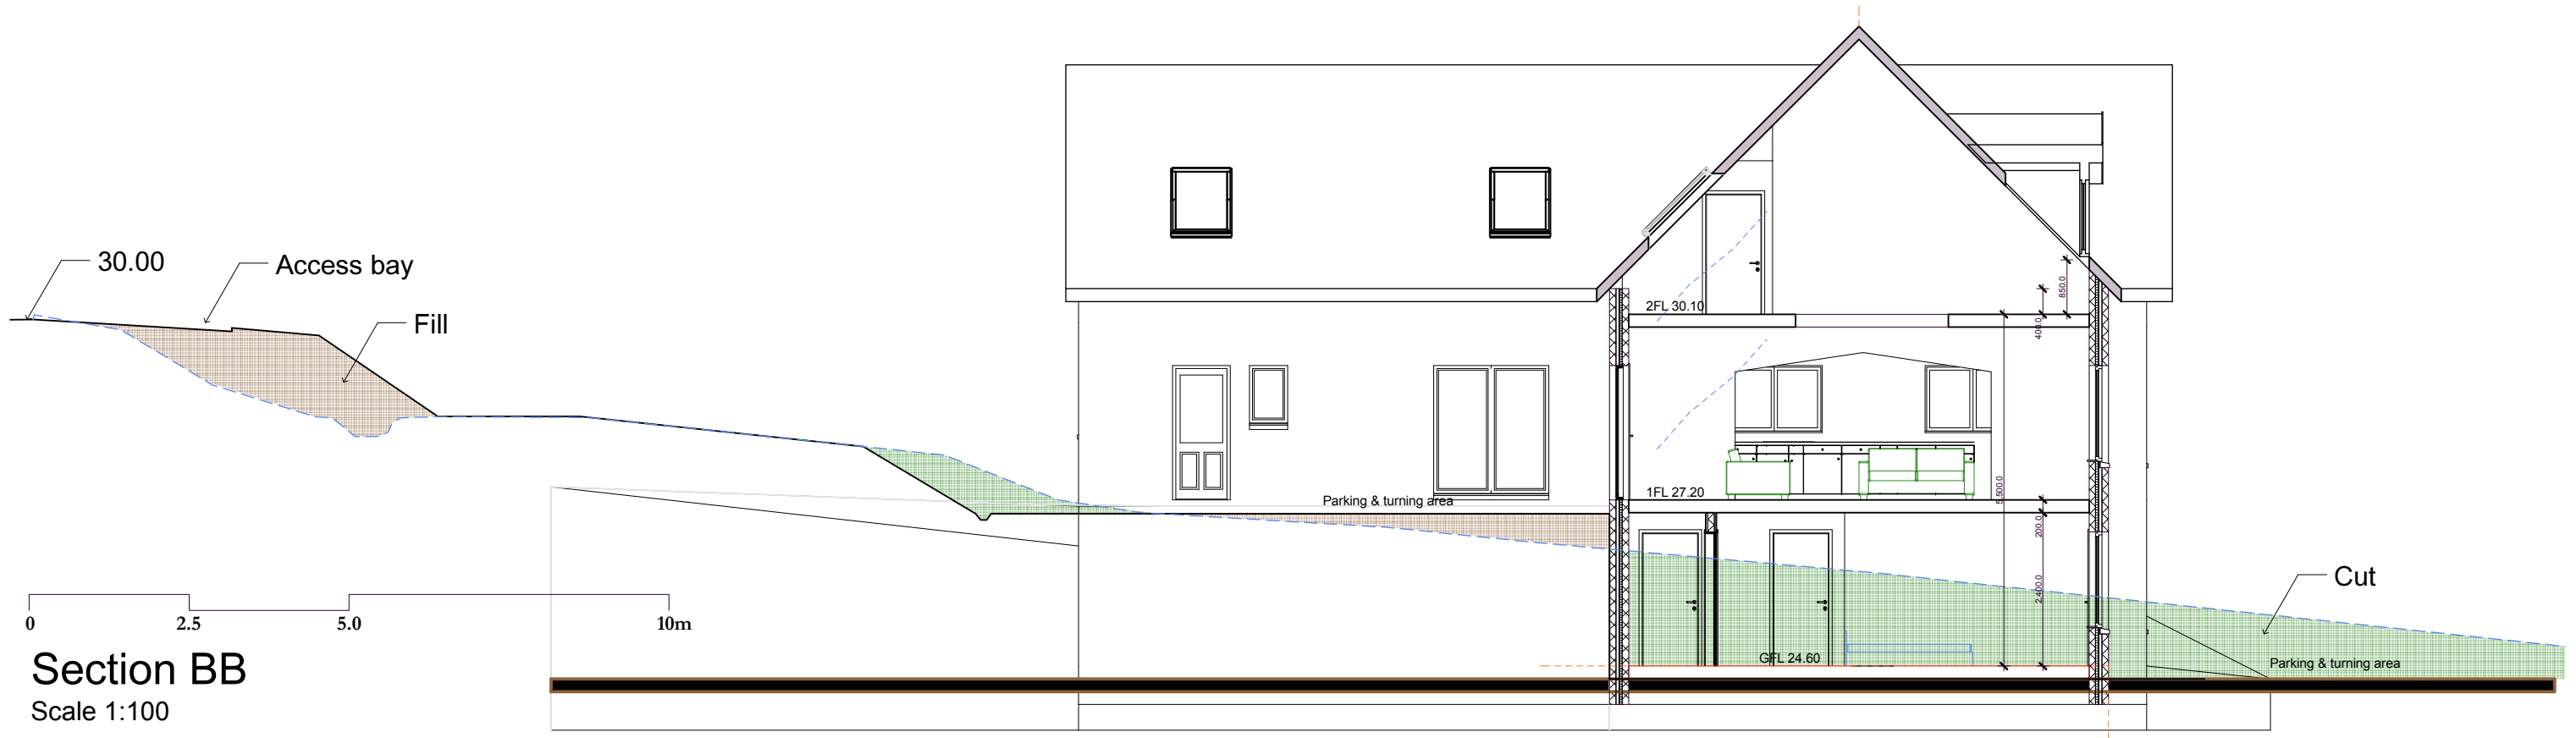 30.00
Access bay
Fill
2FL 30.10
850.0
400.0
1FL 27.20
5,500.0
Parking & turning area
200.0
2,400.0
Cut
GFL 24.60
Parking & turning area
0 2.5 5.0 10m
Section BB
Scale 1:100